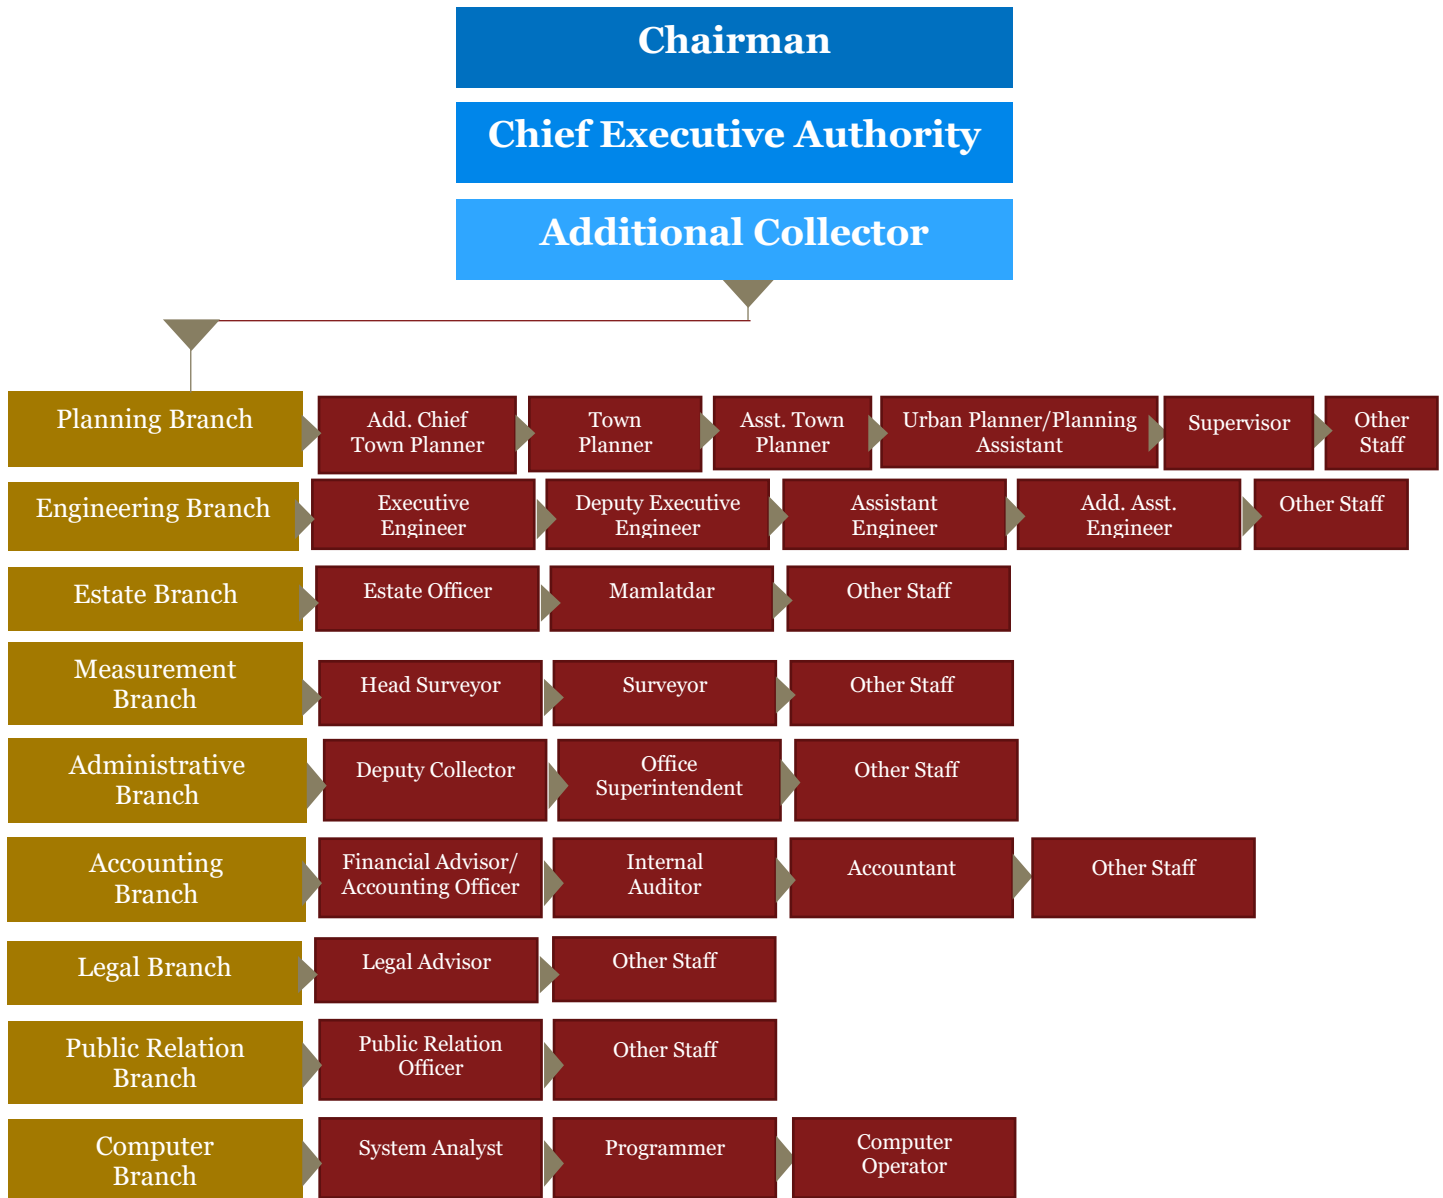 Chairman
Chief Executive Authority
Additional Collector
Planning Branch
Add. Chief
Town Planner
Town
Planner
Asst. Town
Planner
Urban Planner/Planning
Assistant
Supervisor
Other
Staff
Engineering Branch
Executive
Engineer
Deputy Executive
Engineer
Assistant
Engineer
Add. Asst.
Engineer
Other Staff
Estate Branch
Estate Officer
Mamlatdar
Other Staff
Measurement
Branch
Head Surveyor
Surveyor
Other Staff
Administrative
Branch
Deputy Collector
Office
Superintendent
Other Staff
Accounting
Branch
Financial Advisor/
Accounting Officer
Internal
Auditor
Accountant
Other Staff
Legal Branch
Legal Advisor
Other Staff
Public Relation
Branch
Public Relation
Officer
Other Staff
Computer
Branch
System Analyst
Programmer
Computer
Operator